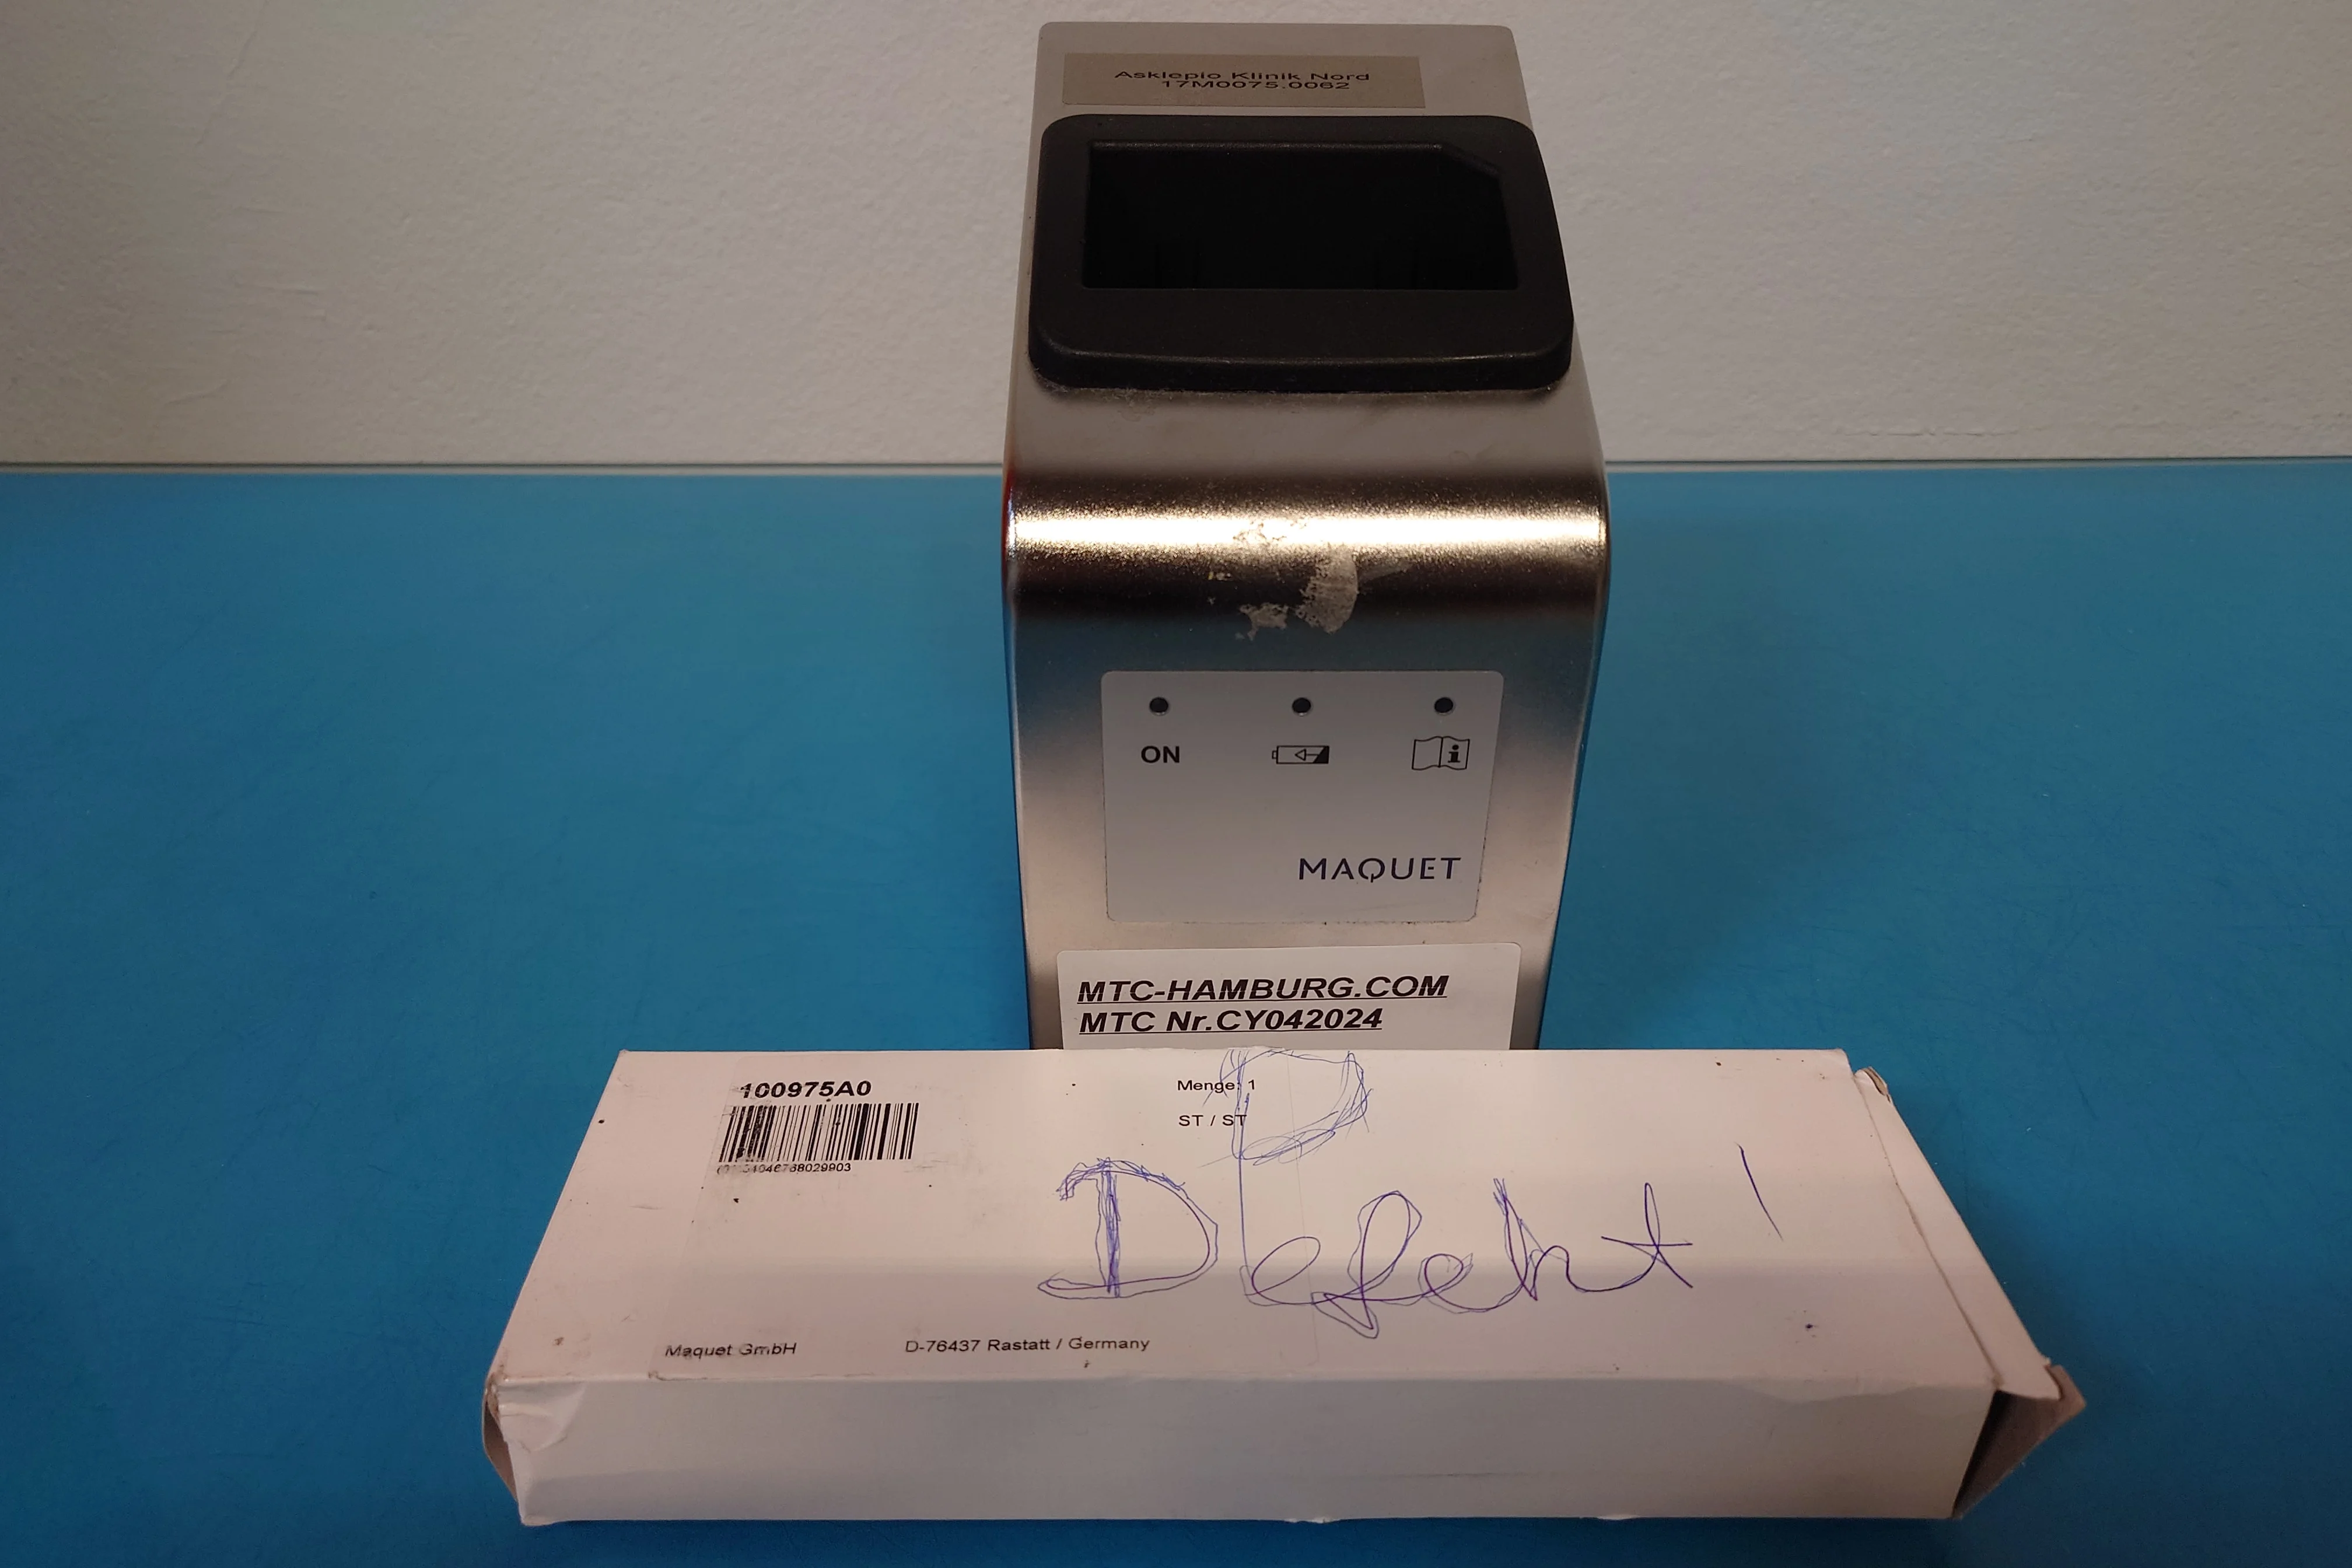 Asklepio Klinik Nord
17M0075.0062
ON
MAQUET
MTC-HAMBURG.COM
MTC Nr.CY042024
100975A0
Menge: 1
ST / ST
Defekt!
Maquet GmbH
D-76437 Rastatt / Germany